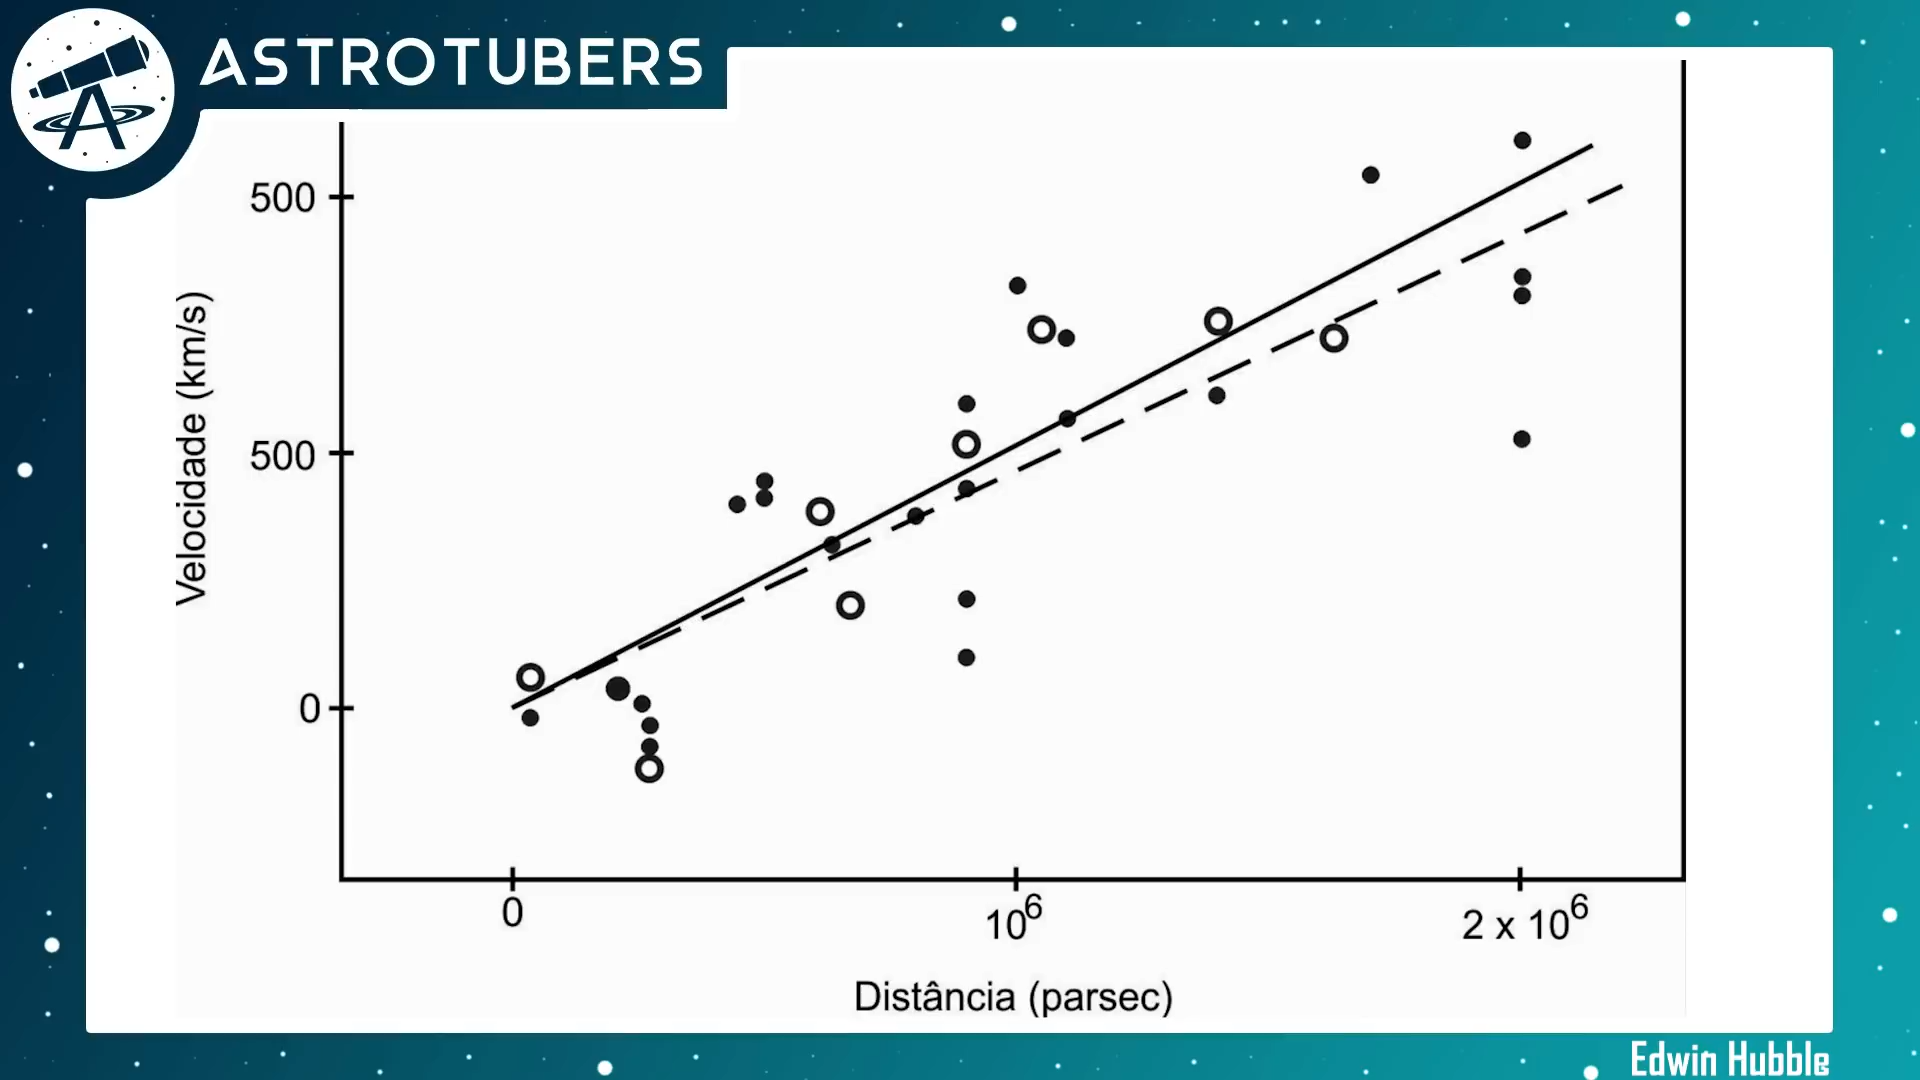 ASTROTUBERS
500
500
0
Velocidade (km/s)
0
10⁶
2 x 10⁶
Distância (parsec)
Edwin Hubble